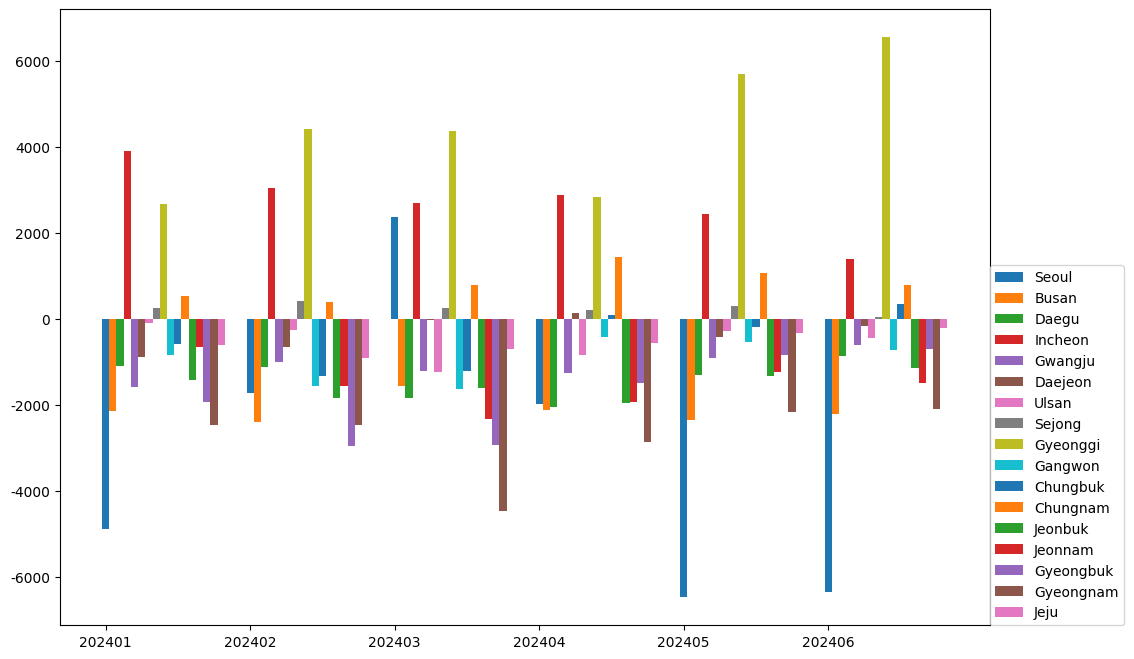 6000
4000
2000
0
-2000
-4000
-6000
202401
202402
202403
202404
202405
202406
Seoul
Busan
Daegu
Incheon
Gwangju
Daejeon
Ulsan
Sejong
Gyeonggi
Gangwon
Chungbuk
Chungnam
Jeonbuk
Jeonnam
Gyeongbuk
Gyeongnam
Jeju